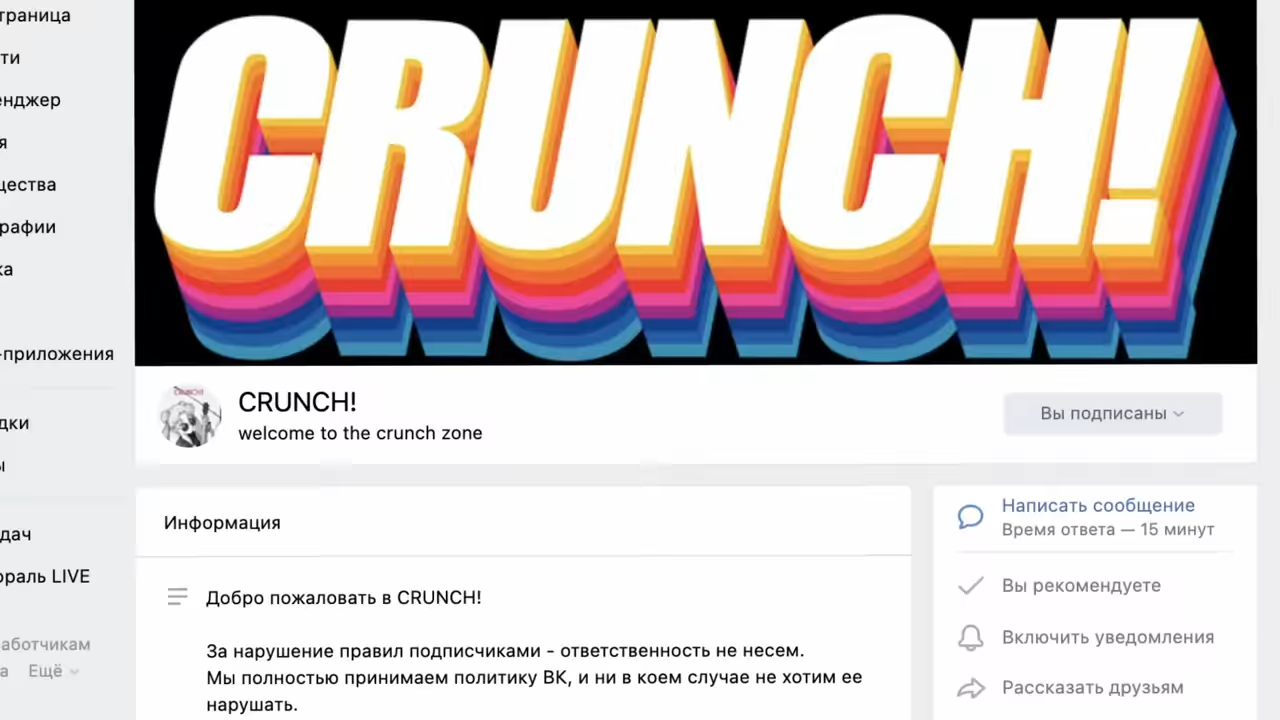 CRUNCH!
траница
ти
енджер
я
щества
рафии
ка
-приложения
дки
ы
дач
ораль LIVE
аботчикам
а Ещё
CRUNCH!
welcome to the crunch zone
Вы подписаны
Информация
Добро пожаловать в CRUNCH!
За нарушение правил подписчиками - ответственность не несем.
Мы полностью принимаем политику ВК, и ни в коем случае не хотим ее
нарушать.
Написать сообщение
Время ответа — 15 минут
Вы рекомендуете
Включить уведомления
Рассказать друзьям